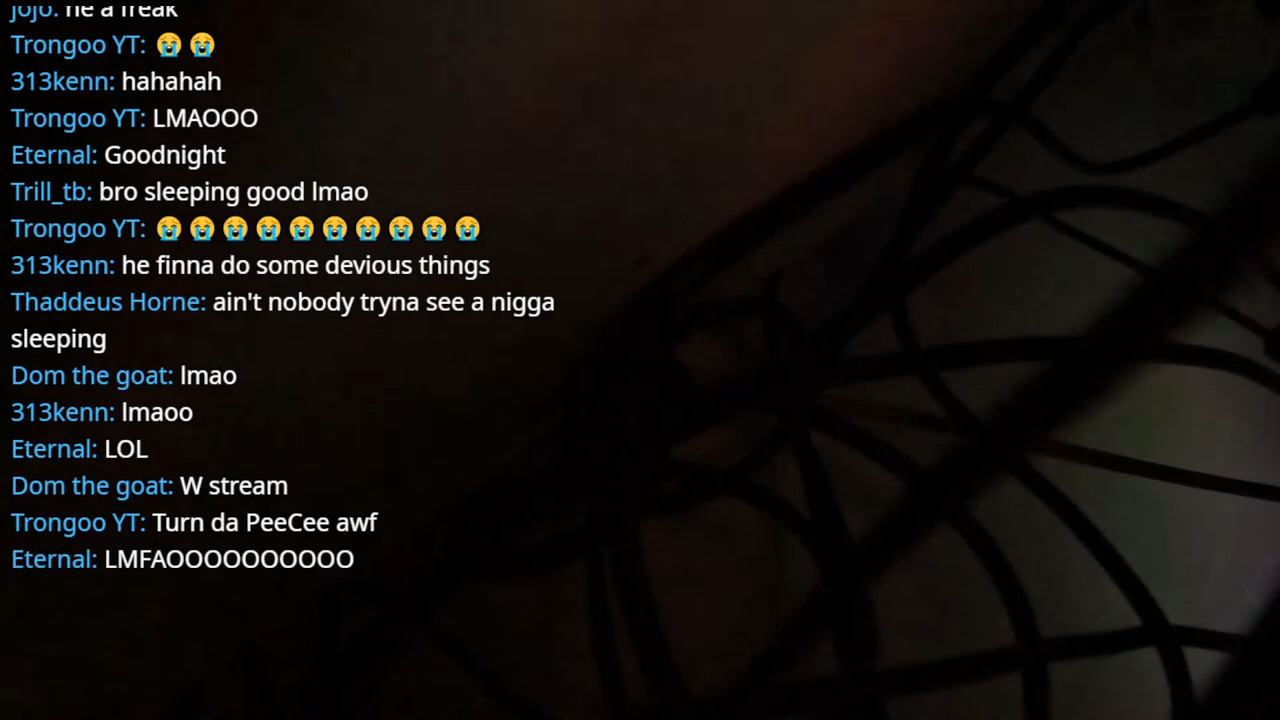 jojo: he a freak
Trongoo YT: 😭 😭
313kenn: hahahah
Trongoo YT: LMAOOO
Eternal: Goodnight
Trill_tb: bro sleeping good lmao
Trongoo YT: 😭 😭 😭 😭 😭 😭 😭 😭 😭 😭
313kenn: he finna do some devious things
Thaddeus Horne: ain't nobody tryna see a nigga
sleeping
Dom the goat: lmao
313kenn: lmaoo
Eternal: LOL
Dom the goat: W stream
Trongoo YT: Turn da PeeCee awf
Eternal: LMFAOOOOOOOOOO